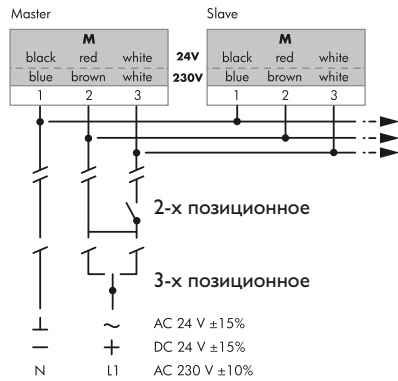 Master Slave
M M
black red white 24V black red white
blue brown white 230V blue brown white
1 2 3 1 2 3
2-х позиционное
3-х позиционное
⊥ ~ AC 24 V ±15%
— + DC 24 V ±15%
N L1 AC 230 V ±10%